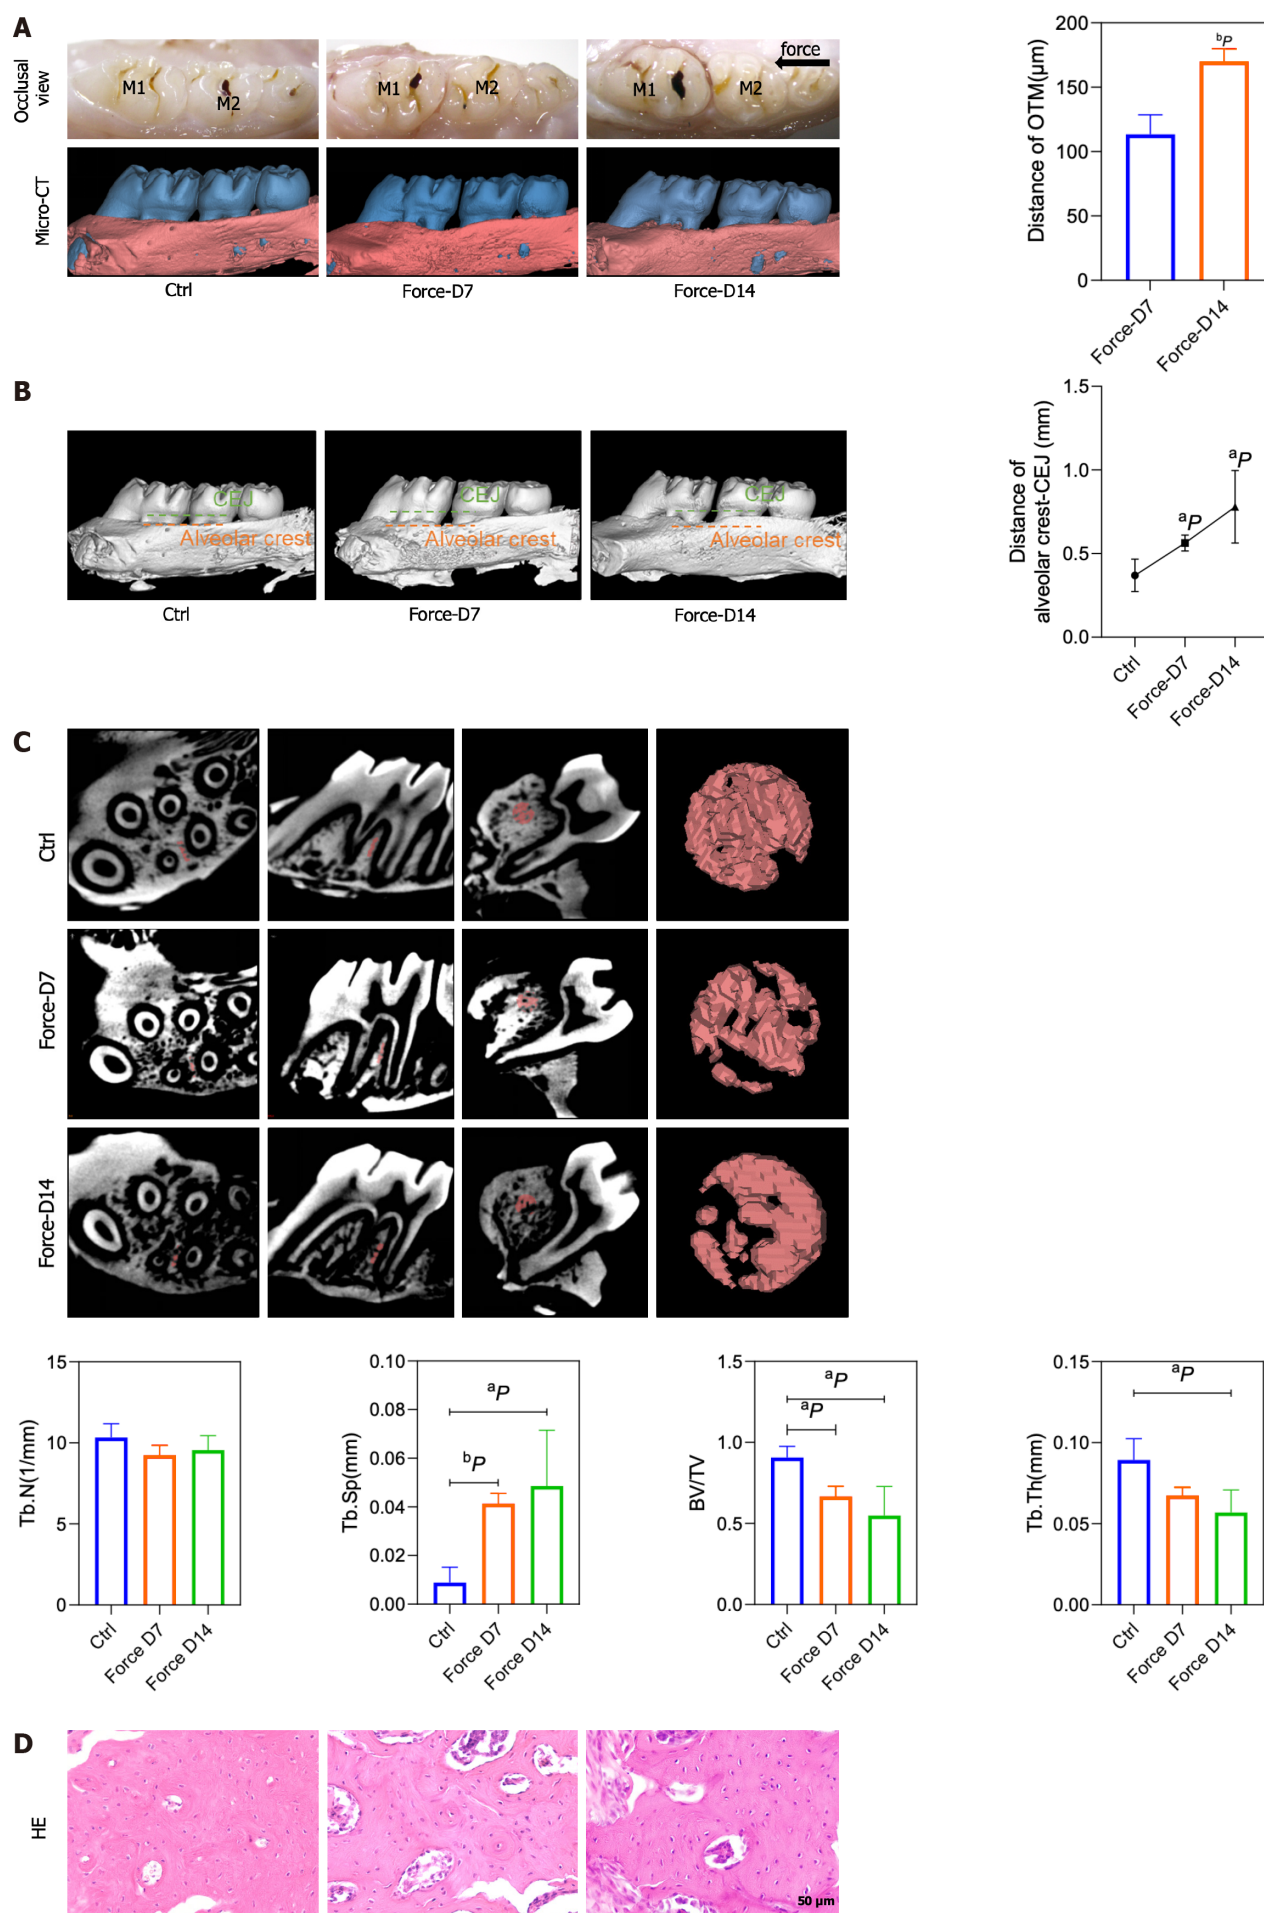 A
Occlusal
view
M1
M2
M1
M2
M1
M2
force
Micro-CT
Ctrl
Force-D7
Force-D14
Distance of OTM(μm)
200
150
100
50
0
bP
Force-D7
Force-D14
B
CEJ
Alveolar crest
CEJ
Alveolar crest
CEJ
Alveolar crest
Ctrl
Force-D7
Force-D14
Distance of
alveolar crest-CEJ (mm)
1.5
1.0
0.5
0.0
aP
aP
Ctrl
Force-D7
Force-D14
C
Ctrl
Force-D7
Force-D14
Tb.N(1/mm)
15
10
5
0
Ctrl
Force D7
Force D14
Tb.Sp(mm)
0.10
0.08
0.06
0.04
0.02
0.00
aP
bP
Ctrl
Force D7
Force D14
BV/TV
1.5
1.0
0.5
0.0
aP
aP
Ctrl
Force D7
Force D14
Tb.Th(mm)
0.15
0.10
0.05
0.00
aP
Ctrl
Force D7
Force D14
D
HE
50 μm